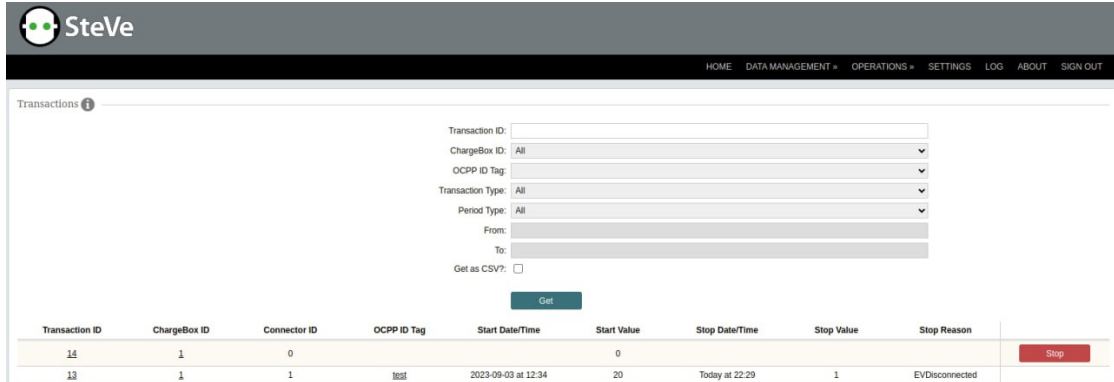 SteVe
HOME DATA MANAGEMENT » OPERATIONS » SETTINGS LOG ABOUT SIGN OUT
Transactions i
Transaction ID:
ChargeBox ID: All
OCPP ID Tag:
Transaction Type: All
Period Type: All
From:
To:
Get as CSV?:
Get
Transaction ID ChargeBox ID Connector ID OCPP ID Tag Start Date/Time Start Value Stop Date/Time Stop Value Stop Reason
14 1 0 0 Stop
13 1 1 test 2023-09-03 at 12:34 20 Today at 22:29 1 EVDisconnected